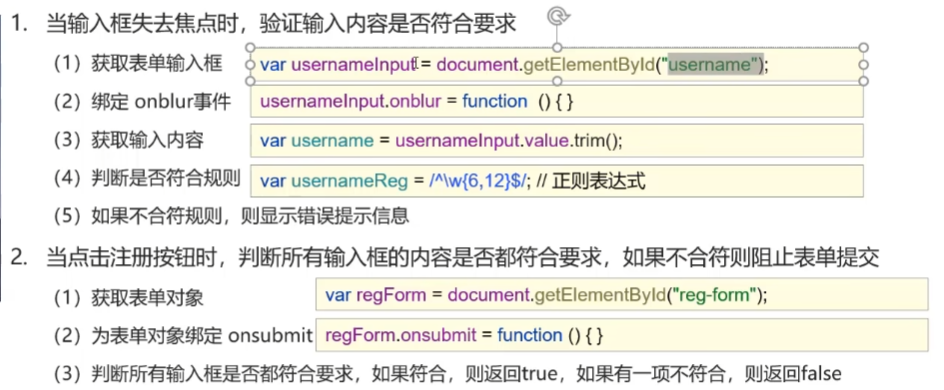 1. 当输入框失去焦点时，验证输入内容是否符合要求
（1）获取表单输入框 var usernameInput = document.getElementById("username");
（2）绑定 onblur事件 usernameInput.onblur = function () { }
（3）获取输入内容 var username = usernameInput.value.trim();
（4）判断是否符合规则 var usernameReg = /^\w{6,12}$/; // 正则表达式
（5）如果不合符规则，则显示错误提示信息
2. 当点击注册按钮时，判断所有输入框的内容是否都符合要求，如果不合符则阻止表单提交
（1）获取表单对象 var regForm = document.getElementById("reg-form");
（2）为表单对象绑定 onsubmit regForm.onsubmit = function () { }
（3）判断所有输入框是否都符合要求，如果符合，则返回true，如果有一项不符合，则返回false